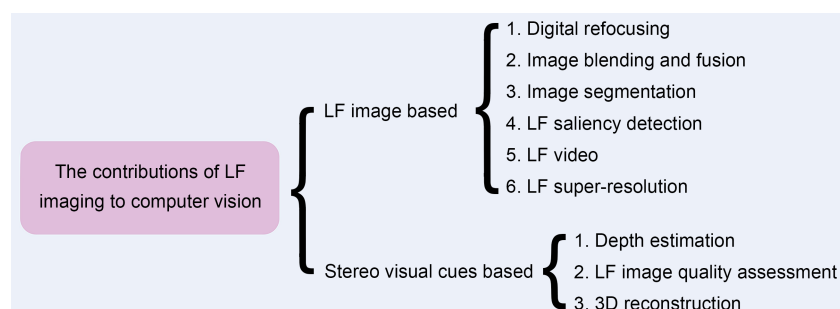 The contributions of LF
imaging to computer vision
LF image based
1. Digital refocusing
2. Image blending and fusion
3. Image segmentation
4. LF saliency detection
5. LF video
6. LF super-resolution
Stereo visual cues based
1. Depth estimation
2. LF image quality assessment
3. 3D reconstruction